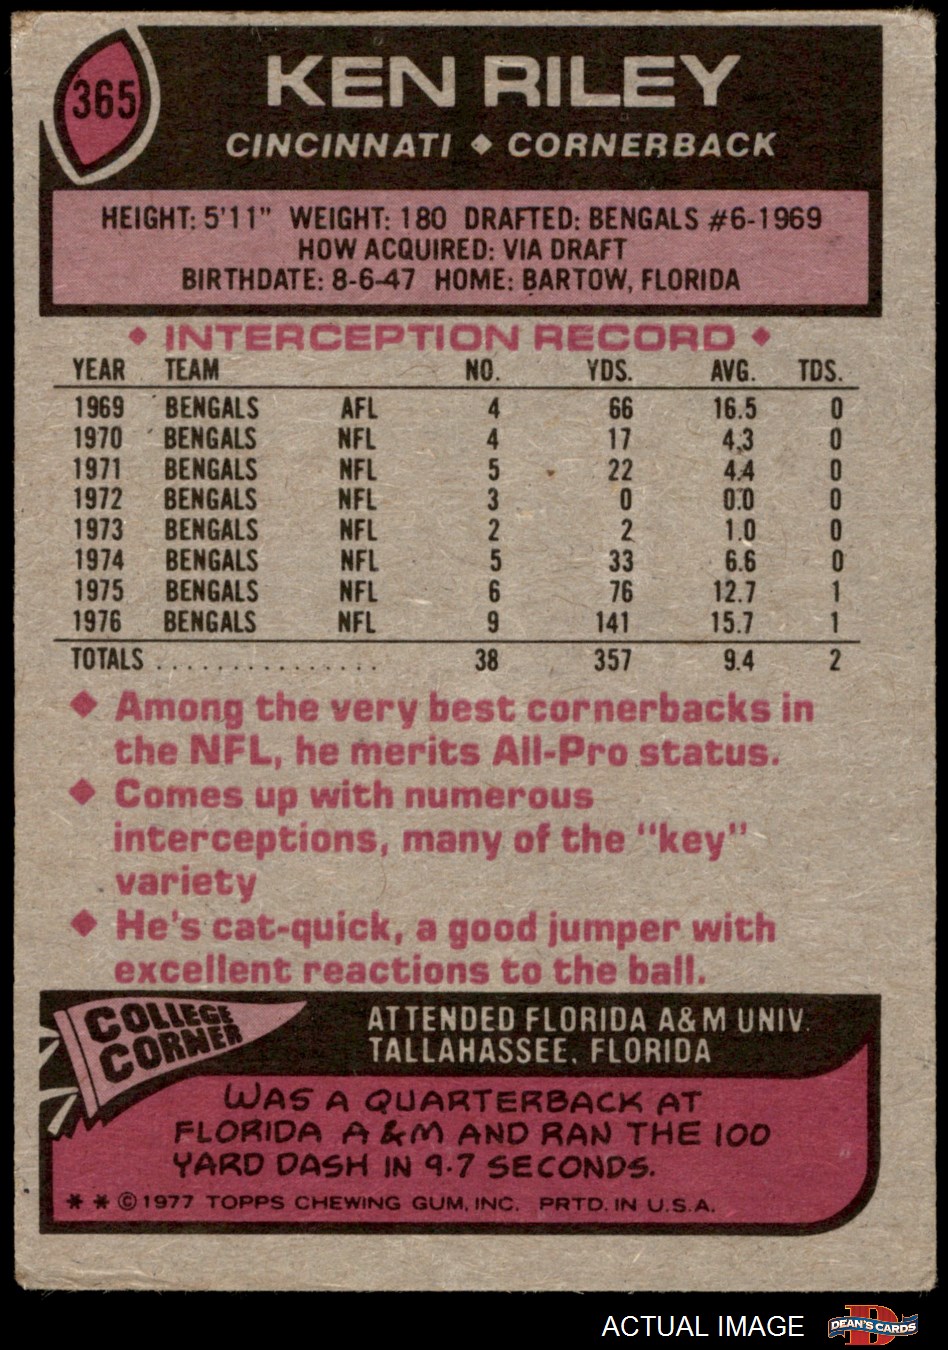 365
KEN RILEY
CINCINNATI ◆ CORNERBACK
HEIGHT: 5'11" WEIGHT: 180 DRAFTED: BENGALS #6-1969
HOW ACQUIRED: VIA DRAFT
BIRTHDATE: 8-6-47 HOME: BARTOW, FLORIDA
◆ INTERCEPTION RECORD ◆
YEAR TEAM NO. YDS. AVG. TDS.
1969 BENGALS AFL 4 66 16.5 0
1970 BENGALS NFL 4 17 4.3 0
1971 BENGALS NFL 5 22 4.4 0
1972 BENGALS NFL 3 0 0.0 0
1973 BENGALS NFL 2 2 1.0 0
1974 BENGALS NFL 5 33 6.6 0
1975 BENGALS NFL 6 76 12.7 1
1976 BENGALS NFL 9 141 15.7 1
TOTALS . . . . . . . . . . . . . . . 38 357 9.4 2
◆ Among the very best cornerbacks in
the NFL, he merits All-Pro status.
◆ Comes up with numerous
interceptions, many of the "key"
variety
◆ He's cat-quick, a good jumper with
excellent reactions to the ball.
COLLEGE
CORNER
ATTENDED FLORIDA A&M UNIV.
TALLAHASSEE, FLORIDA
WAS A QUARTERBACK AT
FLORIDA A&M AND RAN THE 100
YARD DASH IN 9.7 SECONDS.
* * © 1977 TOPPS CHEWING GUM, INC. PRTD. IN U.S.A.
ACTUAL IMAGE
DEAN'S CARDS